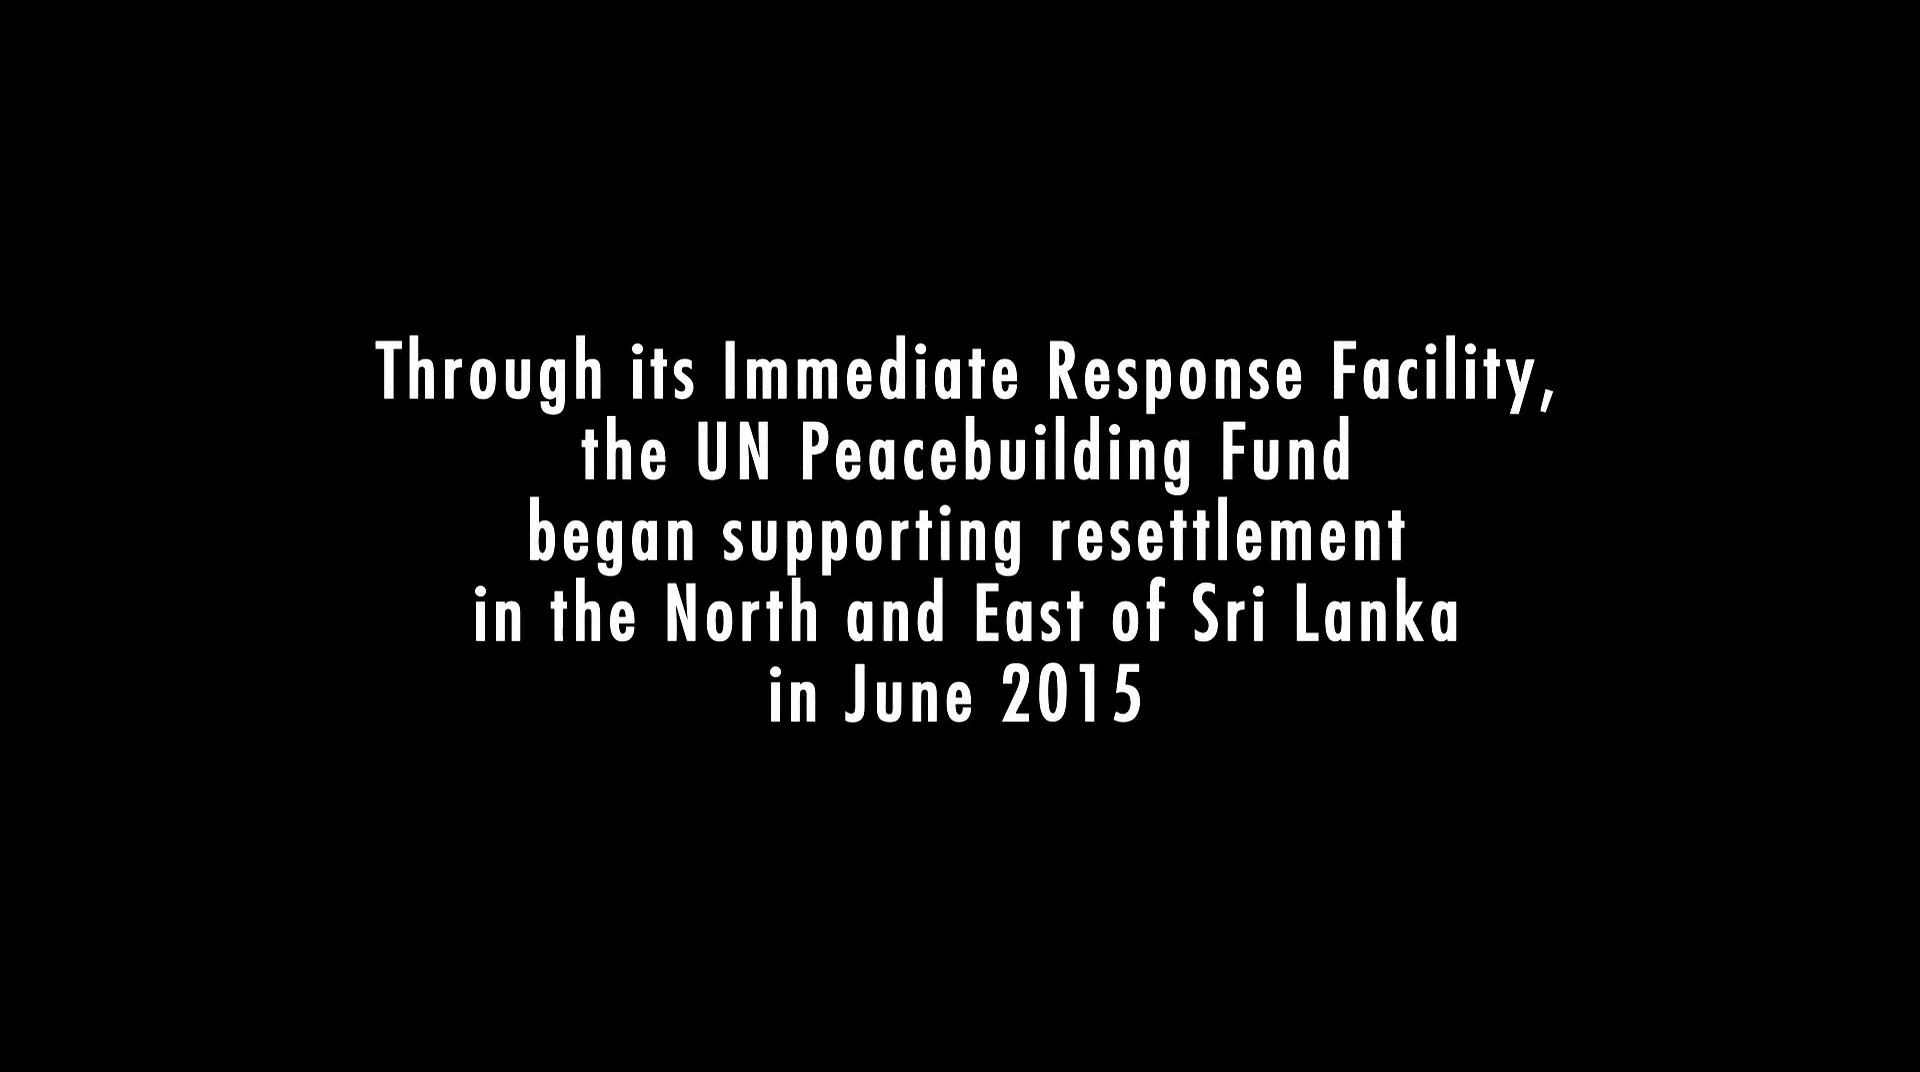 Through its Immediate Response Facility,
the UN Peacebuilding Fund
began supporting resettlement
in the North and East of Sri Lanka
in June 2015